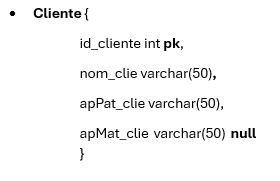 • Cliente {
id_cliente int pk,
nom_clie varchar(50),
apPat_clie varchar(50),
apMat_clie varchar(50) null
}